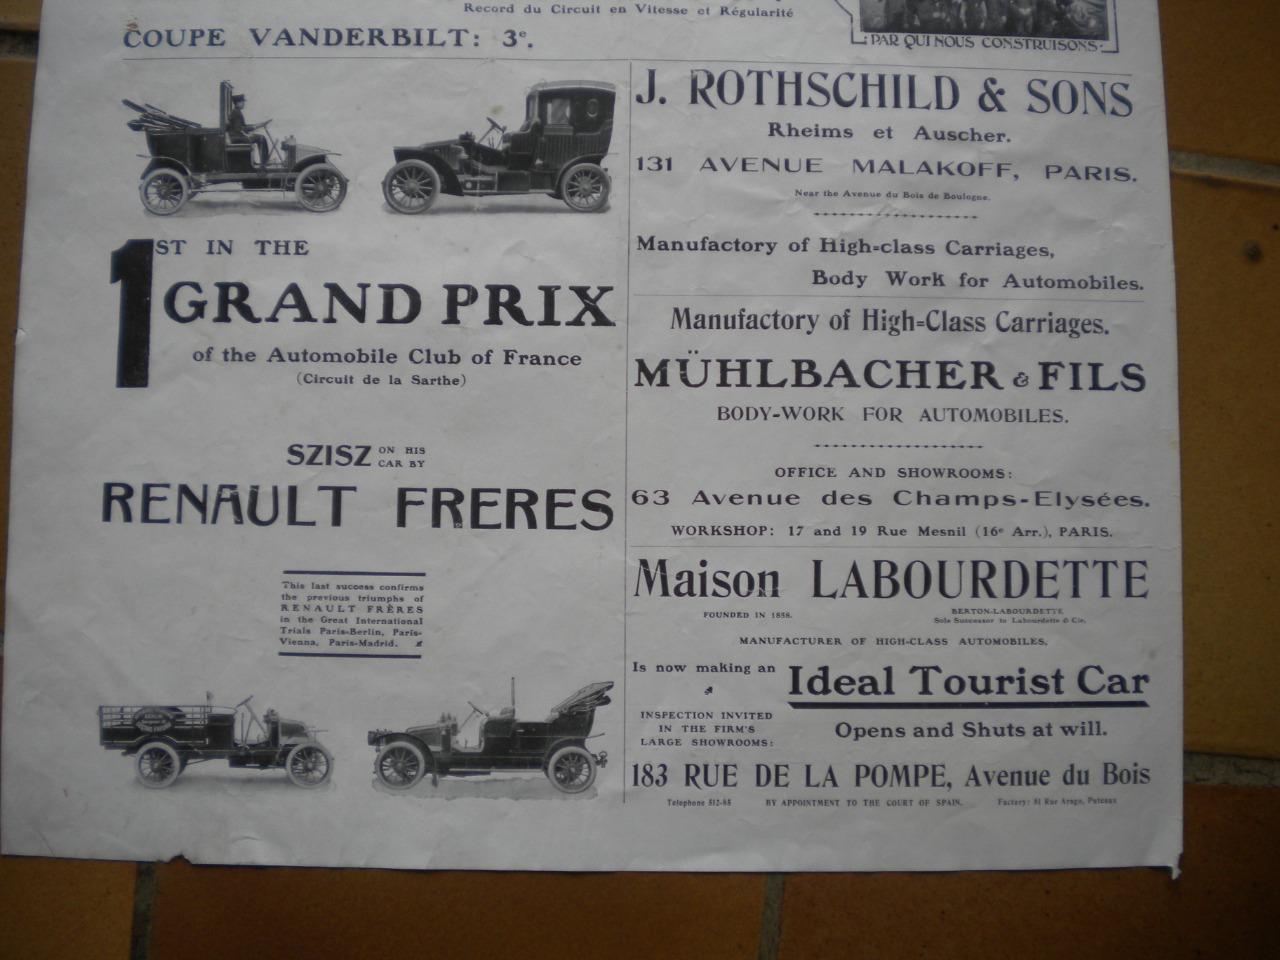 Record du Circuit en Vitesse et Régularité
COUPE VANDERBILT: 3e.
PAR QUI NOUS CONSTRUISONS
1ST IN THE
GRAND PRIX
of the Automobile Club of France
(Circuit de la Sarthe)
SZISZ ON HIS CAR BY
RENAULT FRERES
This last success confirms
the previous triumphs of
RENAULT FRÈRES
in the Great International
Trials Paris-Berlin, Paris-
Vienna, Paris-Madrid.
J. ROTHSCHILD & SONS
Rheims et Auscher.
131 AVENUE MALAKOFF, PARIS.
Near the Avenue du Bois de Boulogne.
Manufactory of High=class Carriages,
Body Work for Automobiles.
Manufactory of High=Class Carriages.
MÜHLBACHER & FILS
BODY-WORK FOR AUTOMOBILES.
OFFICE AND SHOWROOMS:
63 Avenue des Champs-Elysées.
WORKSHOP: 17 and 19 Rue Mesnil (16e Arr.), PARIS.
Maison LABOURDETTE
FOUNDED IN 1858.
BERTON-LABOURDETTE
Sole Successor to Labourdette & Cie.
MANUFACTURER OF HIGH-CLASS AUTOMOBILES,
Is now making an
Ideal Tourist Car
INSPECTION INVITED
IN THE FIRM'S
LARGE SHOWROOMS:
Opens and Shuts at will.
183 RUE DE LA POMPE, Avenue du Bois
Telephone 512-85
BY APPOINTMENT TO THE COURT OF SPAIN.
Factory: 81 Rue Arago, Puteaux